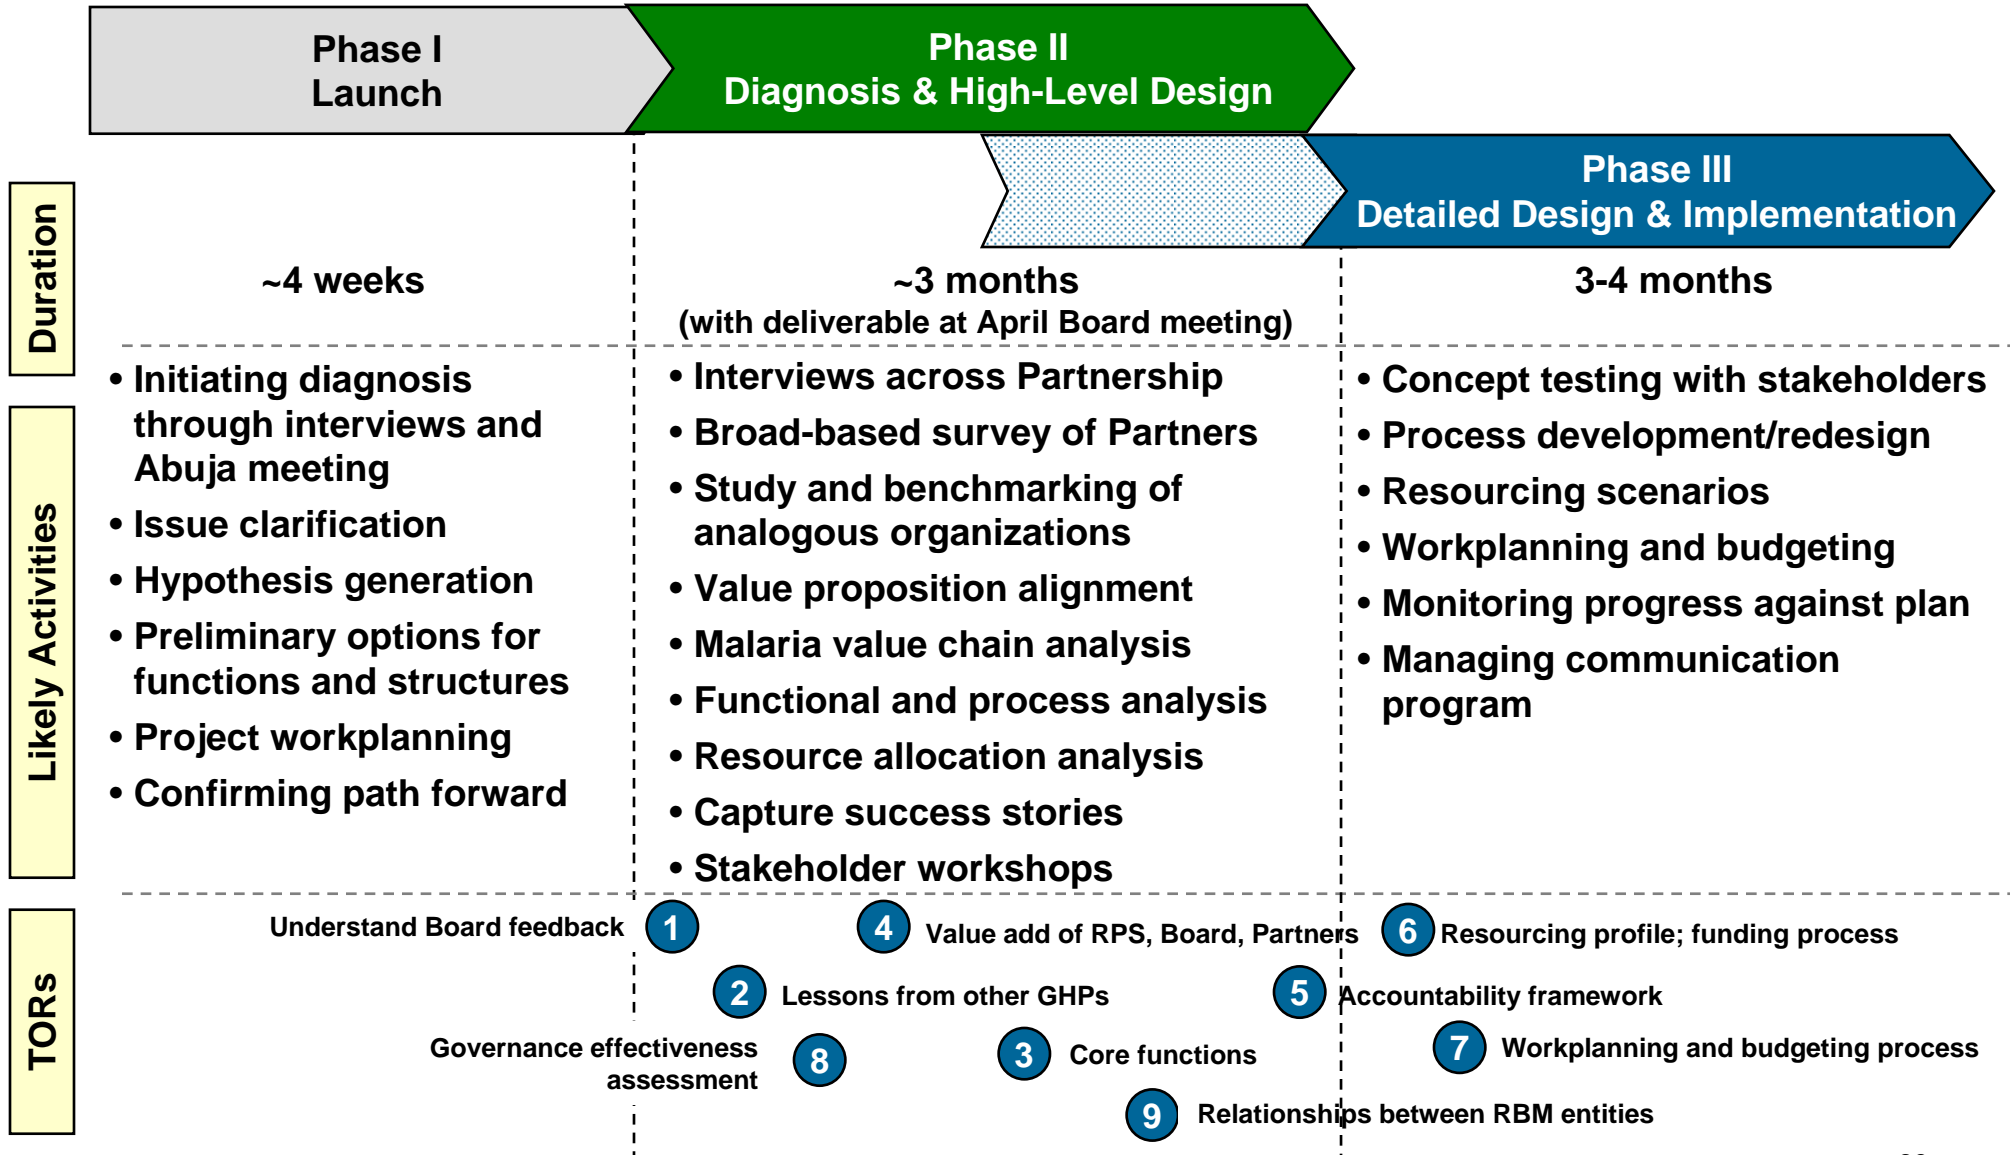 Phase I
Launch
Phase II
Diagnosis & High-Level Design
Phase III
Detailed Design & Implementation
Duration
~4 weeks
~3 months
(with deliverable at April Board meeting)
3-4 months
Likely Activities
• Initiating diagnosis
through interviews and
Abuja meeting
• Issue clarification
• Hypothesis generation
• Preliminary options for
functions and structures
• Project workplanning
• Confirming path forward
• Interviews across Partnership
• Broad-based survey of Partners
• Study and benchmarking of
analogous organizations
• Value proposition alignment
• Malaria value chain analysis
• Functional and process analysis
• Resource allocation analysis
• Capture success stories
• Stakeholder workshops
• Concept testing with stakeholders
• Process development/redesign
• Resourcing scenarios
• Workplanning and budgeting
• Monitoring progress against plan
• Managing communication
program
TORs
Understand Board feedback 1
4 Value add of RPS, Board, Partners
6 Resourcing profile; funding process
2 Lessons from other GHPs
5 Accountability framework
Governance effectiveness
assessment 8
3 Core functions
7 Workplanning and budgeting process
9 Relationships between RBM entities